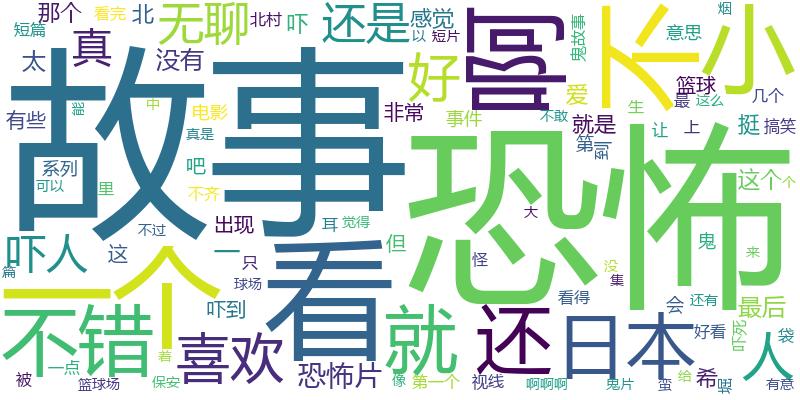 那个 看完 北 北村 吓 还是 感觉 那个 意思 烟
短篇 真 无聊 以 短片 鬼故事 不 小
太 没有 好 啊 爱 篮球 最 这么 几个
故事 有些 能 中 电影 非常 事件 不敢 就是 生 让 上 挺 搞笑
真是 恐怖 第 到
系列 吧 这个 个
可以 里 不齐
不过 出现 耳 觉得 大
吓人 这 一 但 鬼 来
篇 一个 只 看 怪 没
球场 集
不错 吓到 就 还 看得 日本 会 还有 最后
喜欢 好看 吓死 人 袋
一点 着 恐怖片
被 篮球场 保安 像 第一个 视线 啊啊啊 鬼片 蛮 给 希 有意